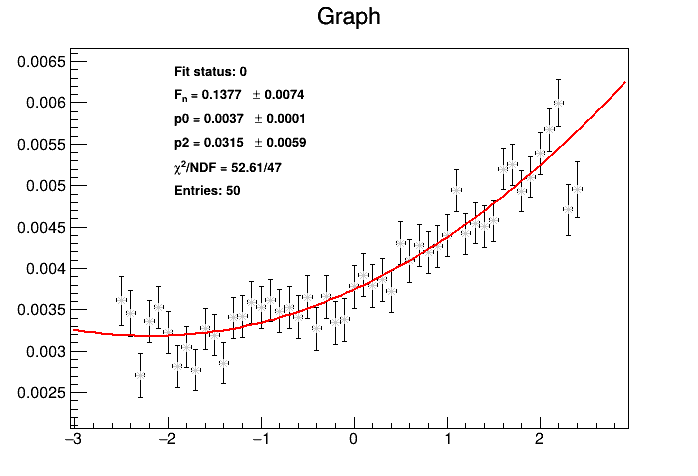 Graph
Fit status: 0
Fn = 0.1377 ± 0.0074
p0 = 0.0037 ± 0.0001
p2 = 0.0315 ± 0.0059
χ²/NDF = 52.61/47
Entries: 50
0.0065
0.006
0.0055
0.005
0.0045
0.004
0.0035
0.003
0.0025
−3 −2 −1 0 1 2